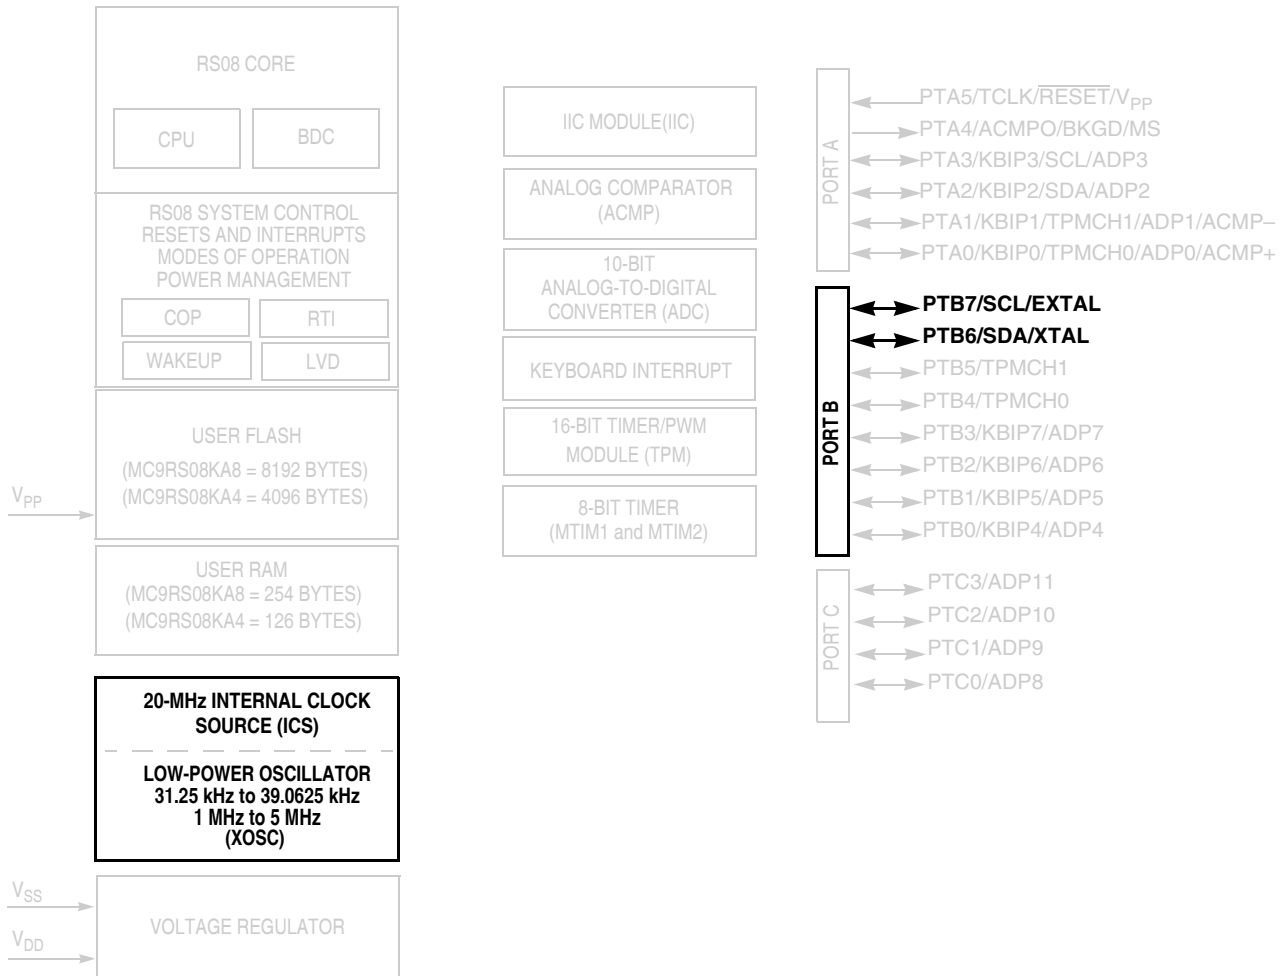 RS08 CORE
CPU
BDC
RS08 SYSTEM CONTROL
RESETS AND INTERRUPTS
MODES OF OPERATION
POWER MANAGEMENT
COP
RTI
WAKEUP
LVD
USER FLASH
(MC9RS08KA8 = 8192 BYTES)
(MC9RS08KA4 = 4096 BYTES)
VPP
USER RAM
(MC9RS08KA8 = 254 BYTES)
(MC9RS08KA4 = 126 BYTES)
20-MHz INTERNAL CLOCK
SOURCE (ICS)
LOW-POWER OSCILLATOR
31.25 kHz to 39.0625 kHz
1 MHz to 5 MHz
(XOSC)
VSS
VDD
VOLTAGE REGULATOR
IIC MODULE(IIC)
ANALOG COMPARATOR
(ACMP)
10-BIT
ANALOG-TO-DIGITAL
CONVERTER (ADC)
KEYBOARD INTERRUPT
16-BIT TIMER/PWM
MODULE (TPM)
8-BIT TIMER
(MTIM1 and MTIM2)
PORT A
PTA5/TCLK/RESET/VPP
PTA4/ACMPO/BKGD/MS
PTA3/KBIP3/SCL/ADP3
PTA2/KBIP2/SDA/ADP2
PTA1/KBIP1/TPMCH1/ADP1/ACMP–
PTA0/KBIP0/TPMCH0/ADP0/ACMP+
PORT B
PTB7/SCL/EXTAL
PTB6/SDA/XTAL
PTB5/TPMCH1
PTB4/TPMCH0
PTB3/KBIP7/ADP7
PTB2/KBIP6/ADP6
PTB1/KBIP5/ADP5
PTB0/KBIP4/ADP4
PORT C
PTC3/ADP11
PTC2/ADP10
PTC1/ADP9
PTC0/ADP8